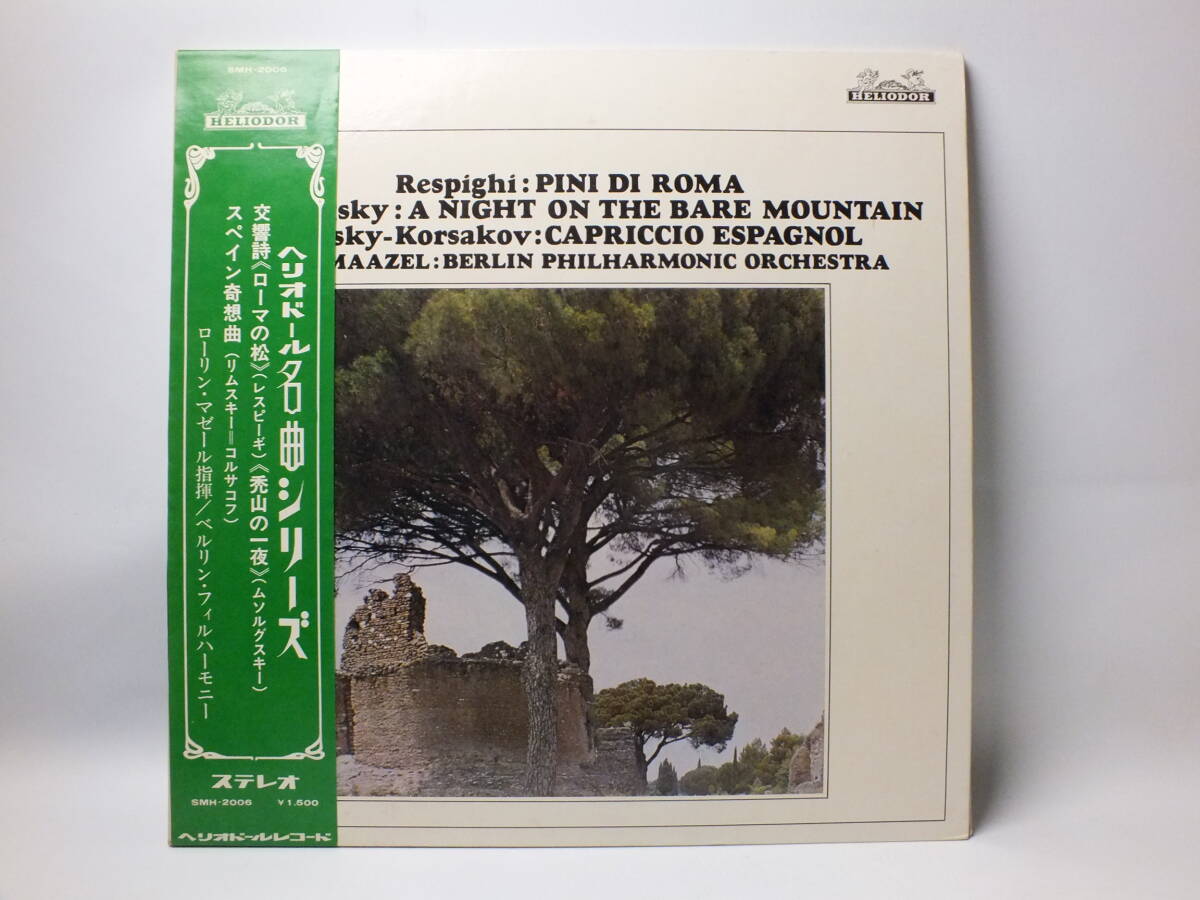 SMH-2006
HELIODOR
ヘリオドール名曲シリーズ
交響詩《ローマの松》(レスピーギ)《禿山の一夜》(ムソルグスキー)
スペイン奇想曲(リムスキー=コルサコフ)
ローリン・マゼール指揮/ベルリン・フィルハーモニー
ステレオ
SMH-2006 ¥1.500
ヘリオドールレコード
HELIODOR
Respighi:PINI DI ROMA
sky:A NIGHT ON THE BARE MOUNTAIN
sky-Korsakov:CAPRICCIO ESPAGNOL
MAAZEL:BERLIN PHILHARMONIC ORCHESTRA